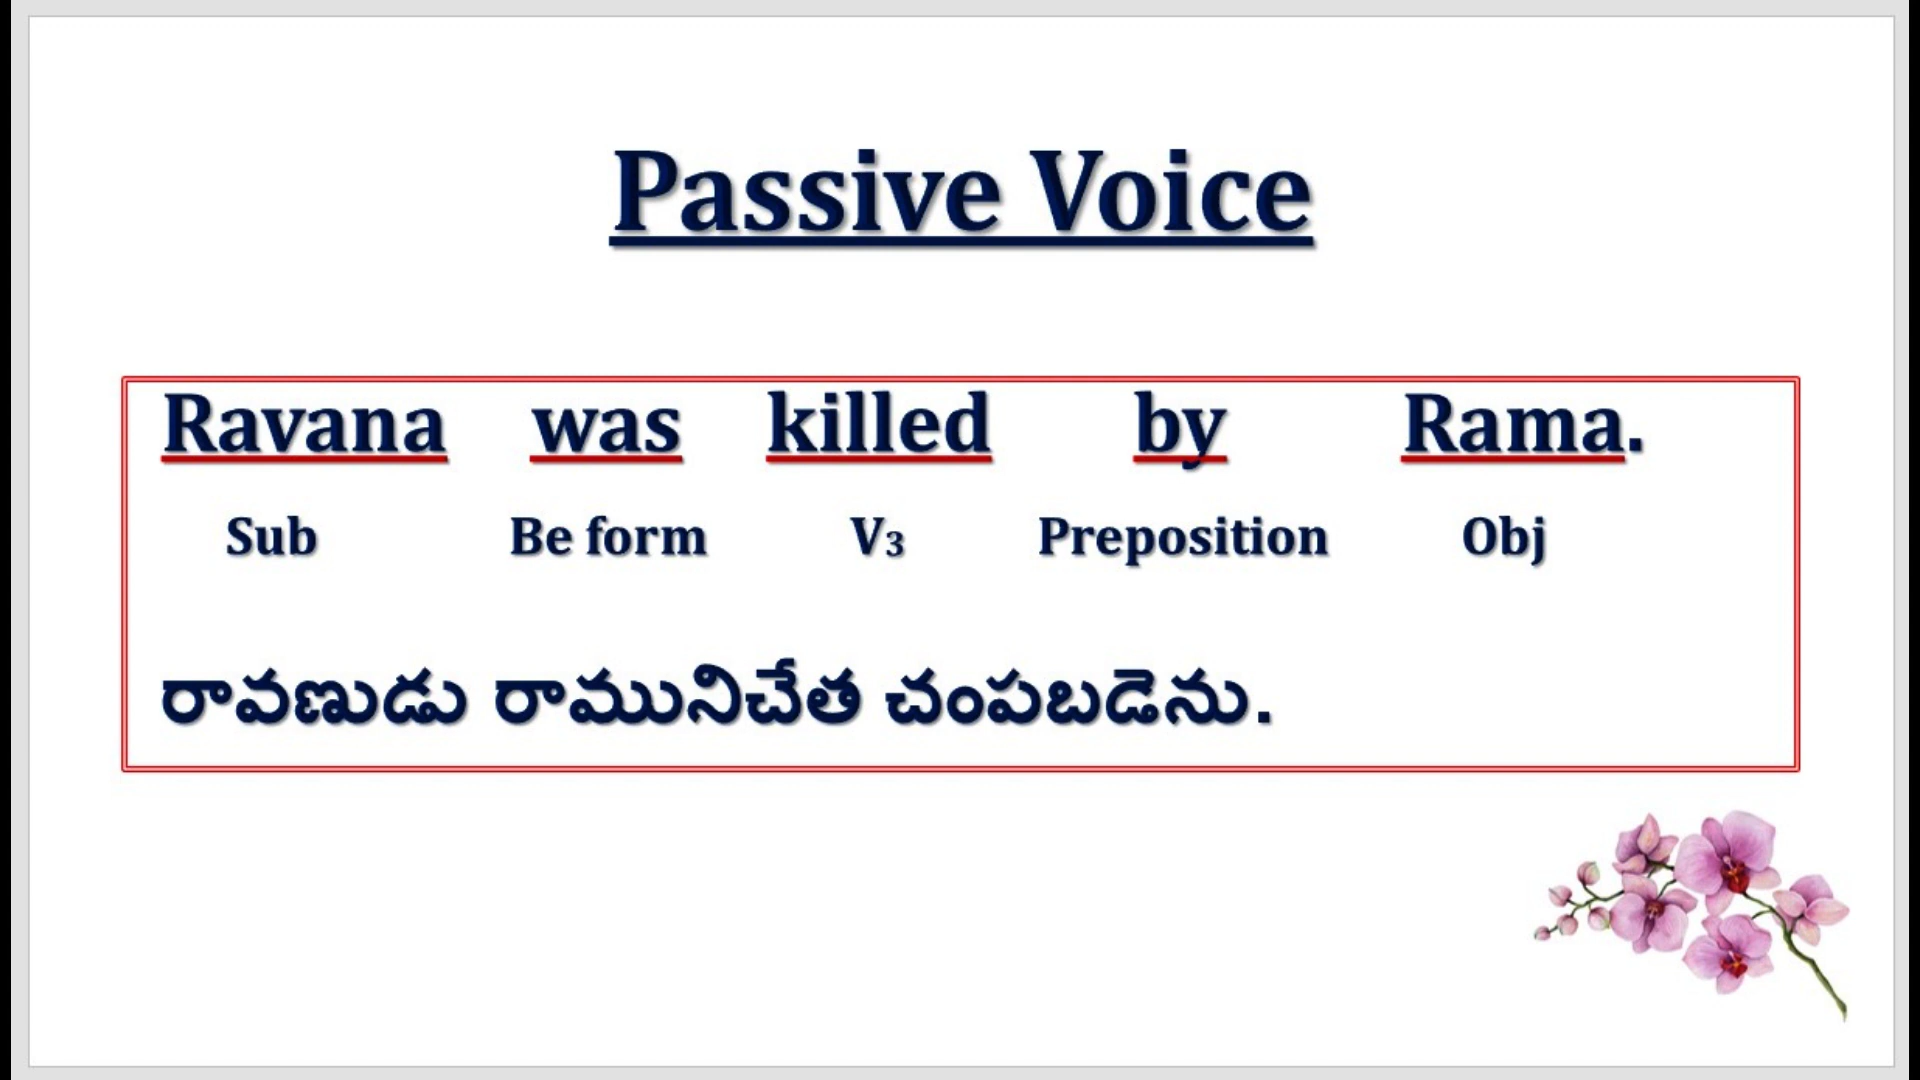 Passive Voice
Ravana was killed by Rama.
Sub Be form V₃ Preposition Obj
రావణుడు రామునిచేత చంపబడెను.